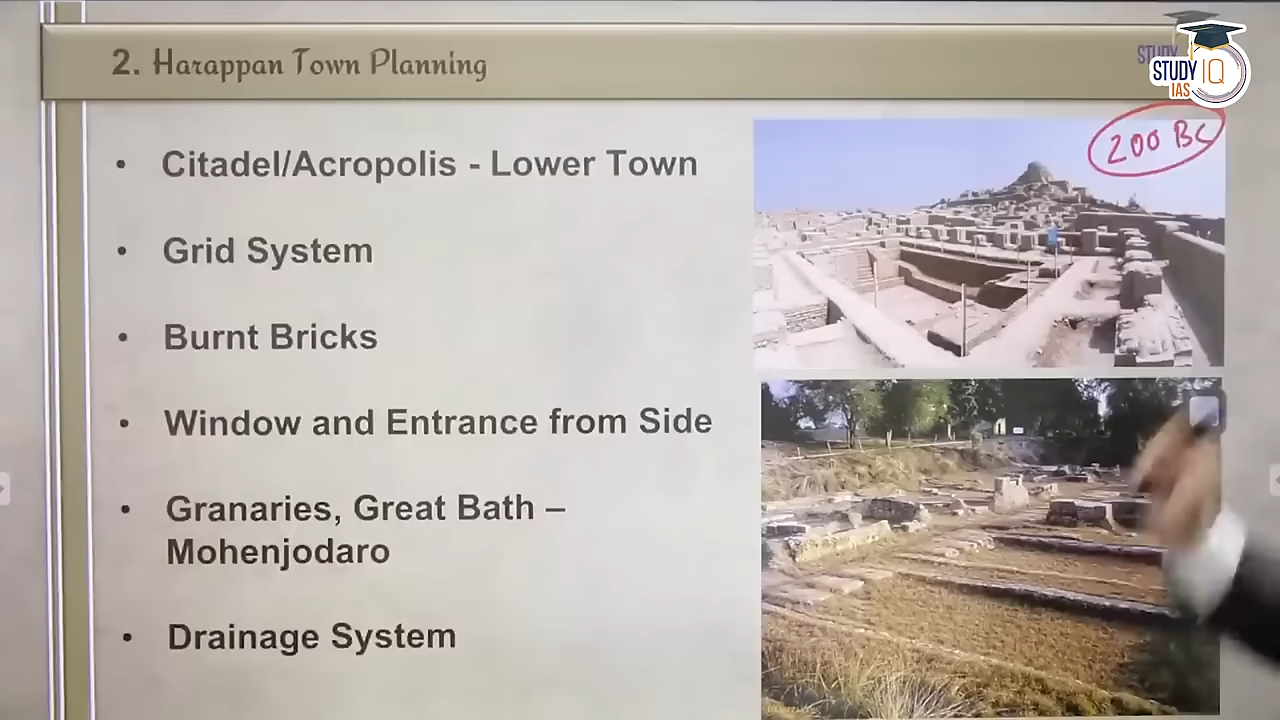 2. Harappan Town Planning
STUDY
STUDY IQ
IAS
200 BC
• Citadel/Acropolis - Lower Town
• Grid System
• Burnt Bricks
• Window and Entrance from Side
• Granaries, Great Bath –
Mohenjodaro
• Drainage System